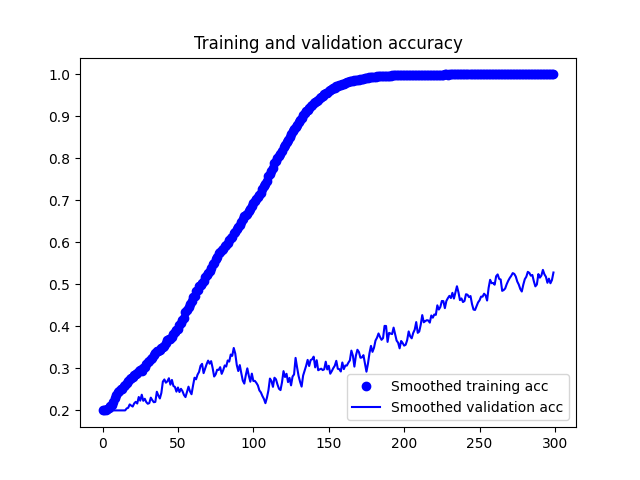 Training and validation accuracy
1.0
0.9
0.8
0.7
0.6
0.5
0.4
0.3
0.2
Smoothed training acc
Smoothed validation acc
0 50 100 150 200 250 300